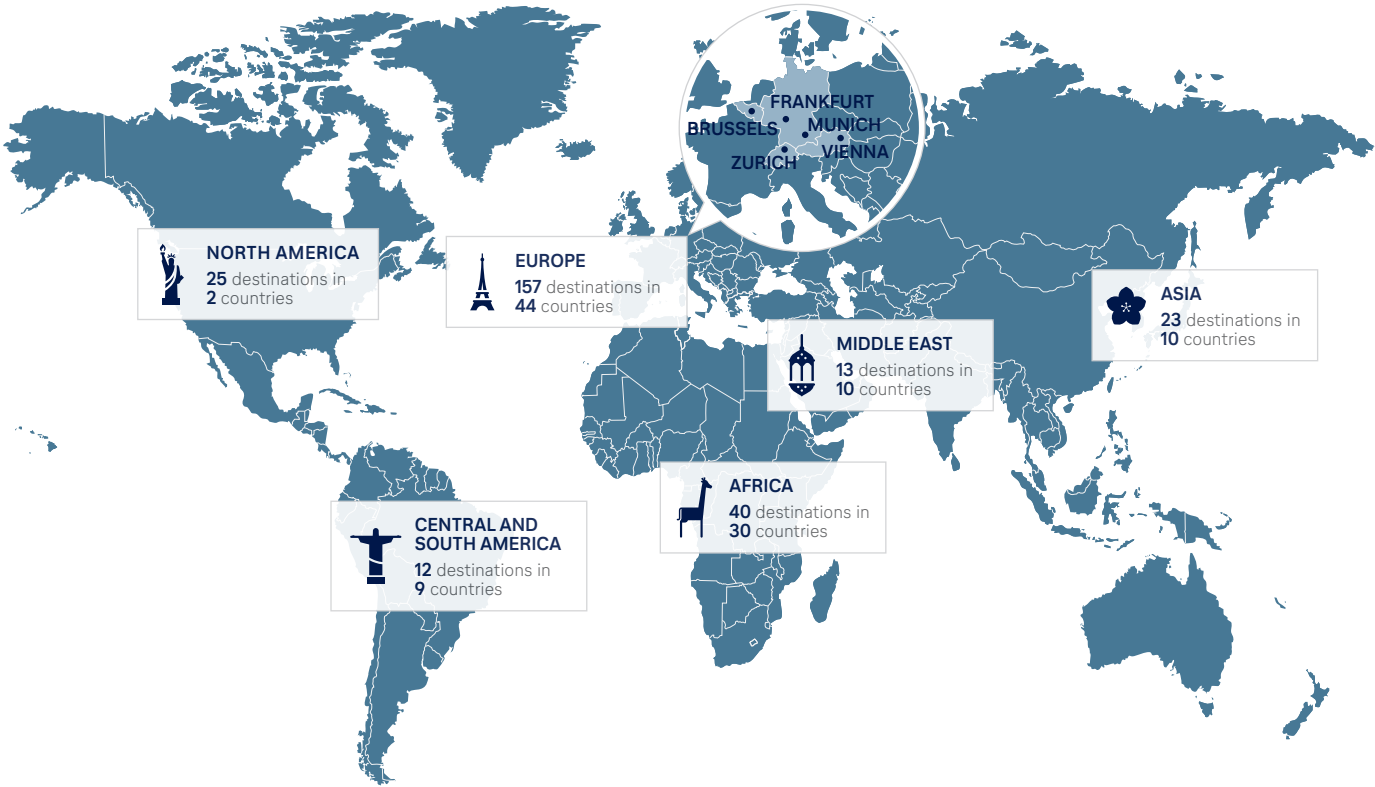 FRANKFURT
BRUSSELS
MUNICH
ZURICH
VIENNA
NORTH AMERICA
25 destinations in
2 countries
EUROPE
157 destinations in
44 countries
ASIA
23 destinations in
10 countries
MIDDLE EAST
13 destinations in
10 countries
AFRICA
40 destinations in
30 countries
CENTRAL AND
SOUTH AMERICA
12 destinations in
9 countries